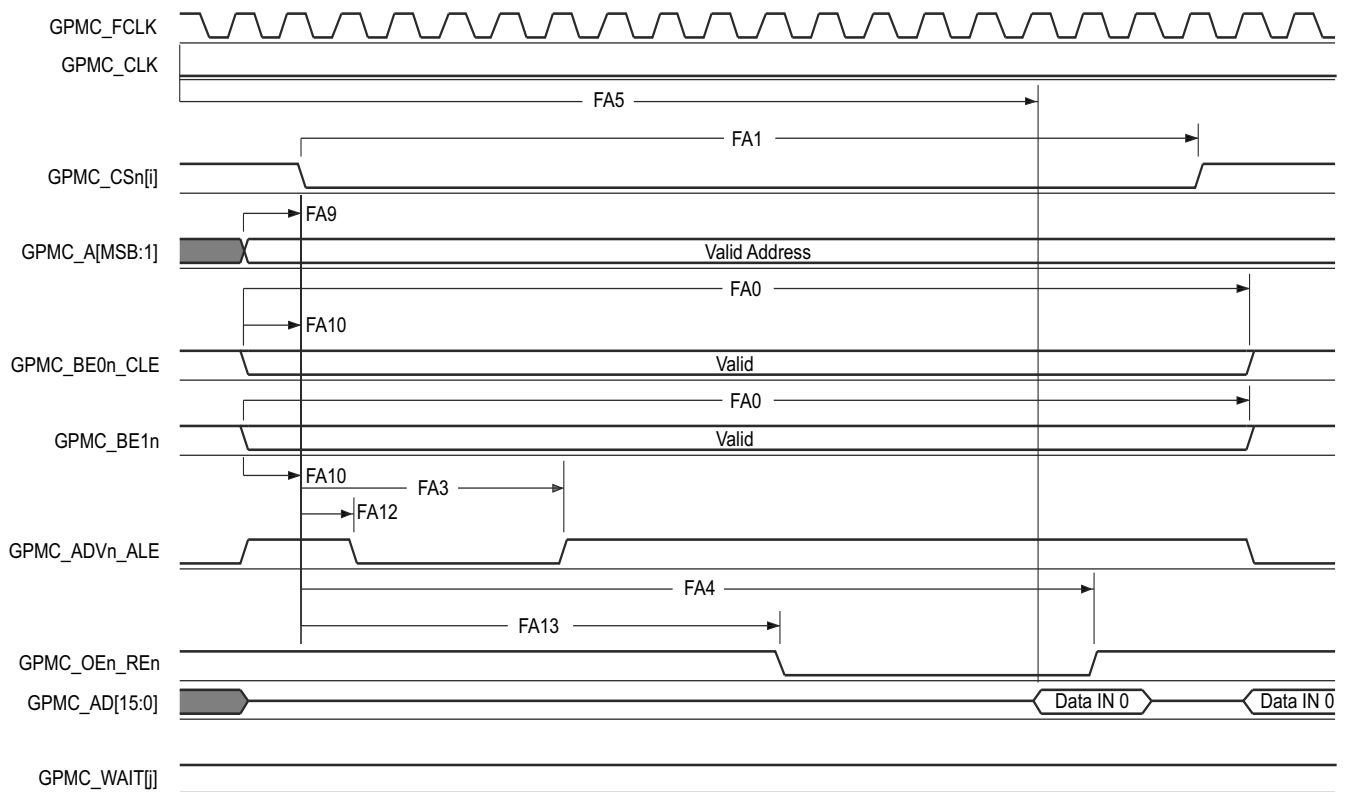 GPMC_FCLK
GPMC_CLK
FA5
FA1
GPMC_CSn[i]
FA9
GPMC_A[MSB:1]
Valid Address
FA0
FA10
GPMC_BE0n_CLE
Valid
FA0
GPMC_BE1n
Valid
FA10
FA3
FA12
GPMC_ADVn_ALE
FA4
FA13
GPMC_OEn_REn
GPMC_AD[15:0]
Data IN 0
Data IN 0
GPMC_WAIT[j]